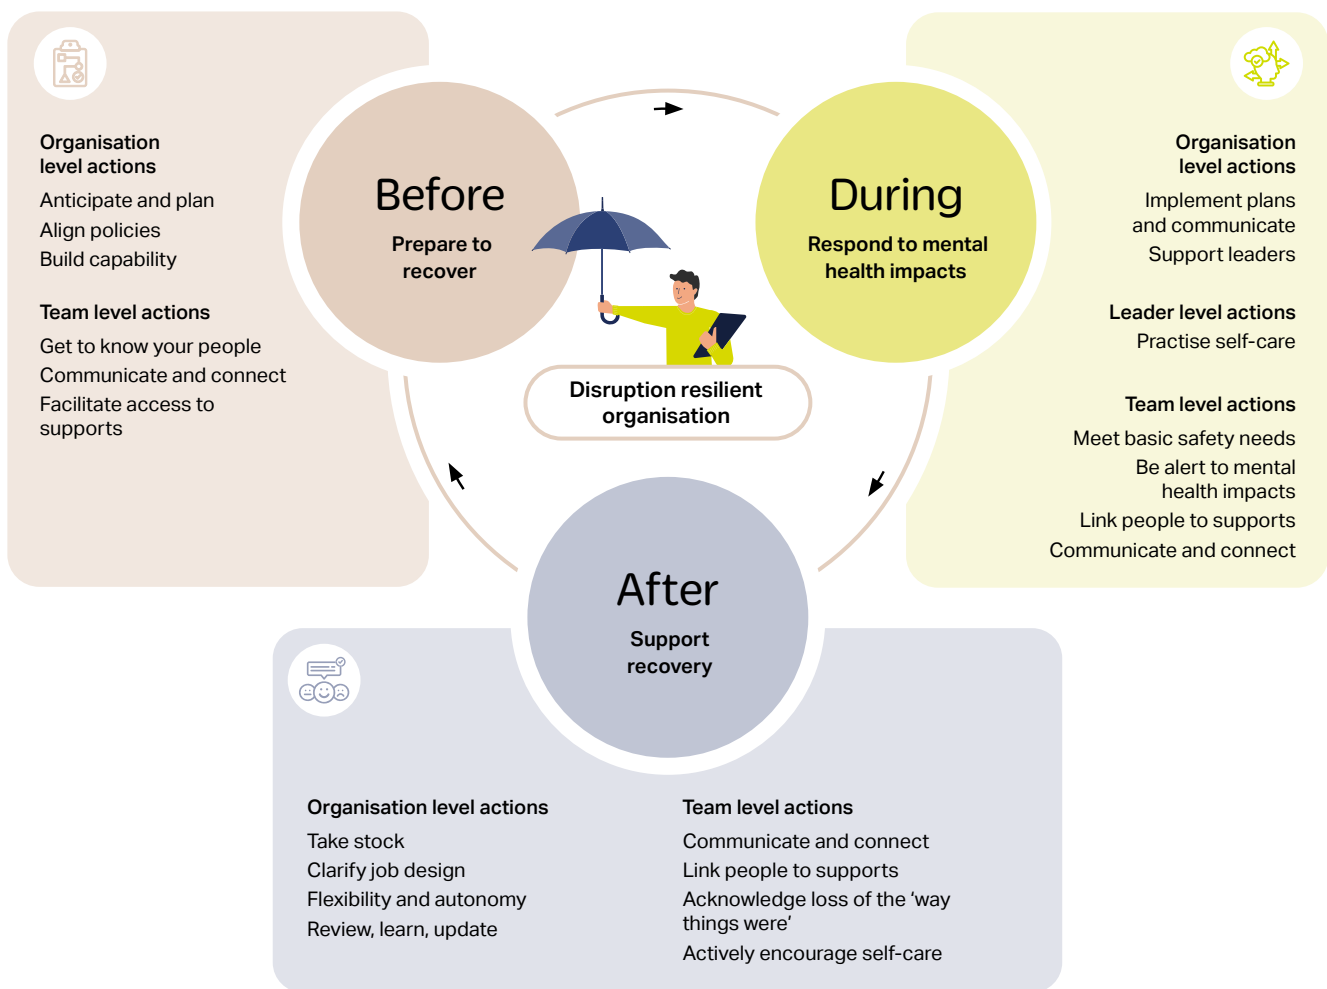 Before
Prepare to
recover
Organisation
level actions
Anticipate and plan
Align policies
Build capability
Team level actions
Get to know your people
Communicate and connect
Facilitate access to
supports
During
Respond to mental
health impacts
Organisation
level actions
Implement plans
and communicate
Support leaders
Leader level actions
Practise self-care
Team level actions
Meet basic safety needs
Be alert to mental
health impacts
Link people to supports
Communicate and connect
Disruption resilient
organisation
After
Support
recovery
Organisation level actions
Take stock
Clarify job design
Flexibility and autonomy
Review, learn, update
Team level actions
Communicate and connect
Link people to supports
Acknowledge loss of the ‘way
things were’
Actively encourage self-care